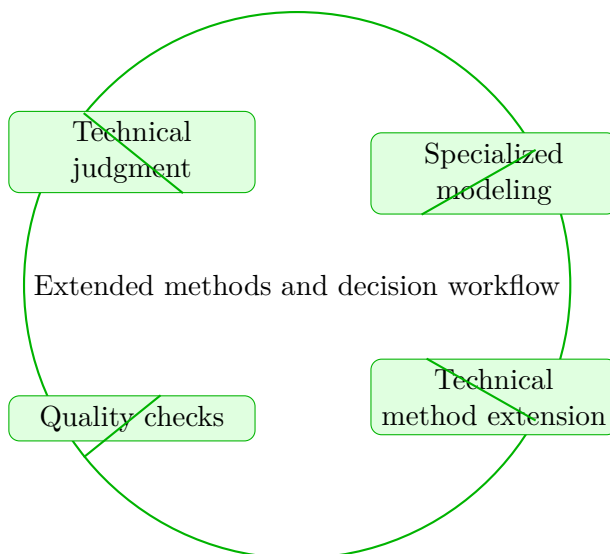 Technical
judgment
Specialized
modeling
Extended methods and decision workflow
Technical
method extension
Quality checks